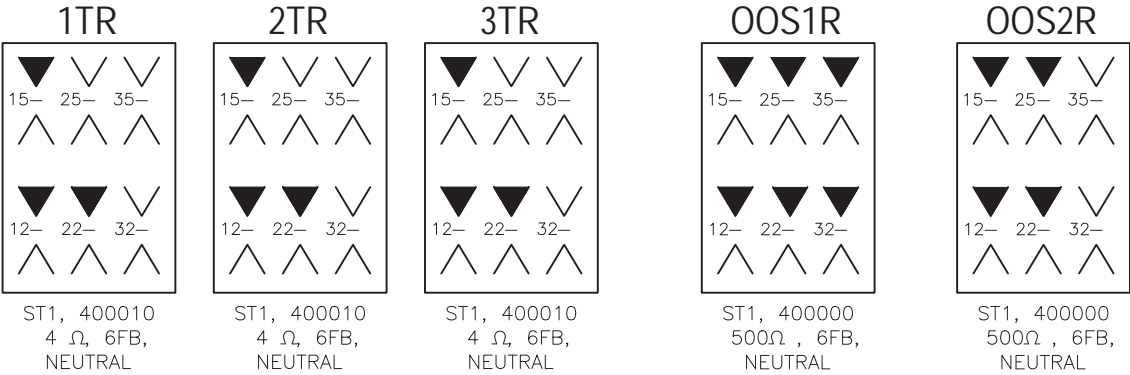 1TR 2TR 3TR OOS1R OOS2R
15– 25– 35– 15– 25– 35– 15– 25– 35– 15– 25– 35– 15– 25– 35–
12– 22– 32– 12– 22– 32– 12– 22– 32– 12– 22– 32– 12– 22– 32–
ST1, 400010 ST1, 400010 ST1, 400010 ST1, 400000 ST1, 400000
4 Ω, 6FB, 4 Ω, 6FB, 4 Ω, 6FB, 500Ω , 6FB, 500Ω , 6FB,
NEUTRAL NEUTRAL NEUTRAL NEUTRAL NEUTRAL